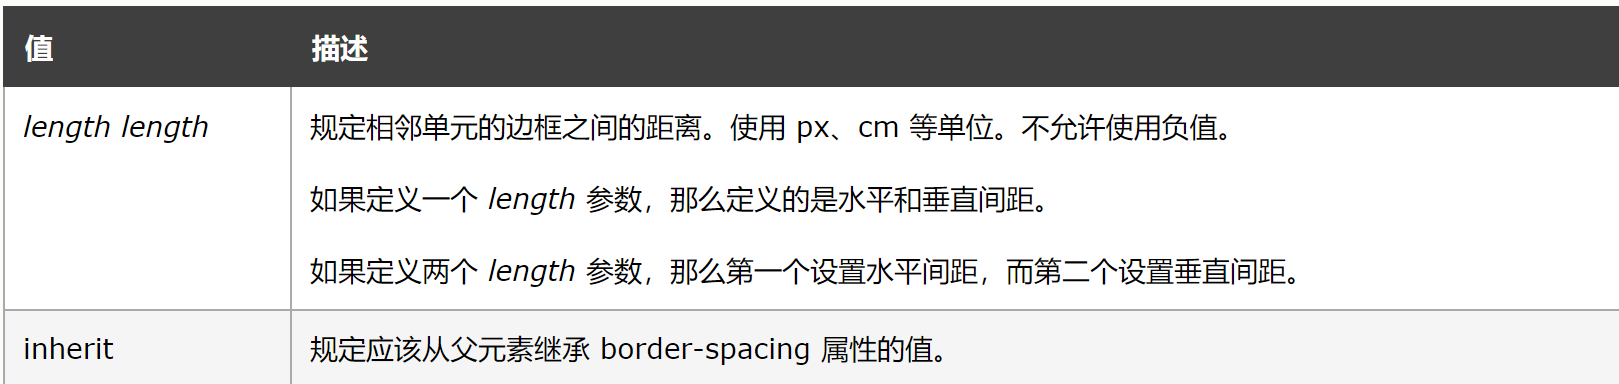 值 描述
length length 规定相邻单元的边框之间的距离。使用 px、cm 等单位。不允许使用负值。
如果定义一个 length 参数，那么定义的是水平和垂直间距。
如果定义两个 length 参数，那么第一个设置水平间距，而第二个设置垂直间距。
inherit 规定应该从父元素继承 border-spacing 属性的值。